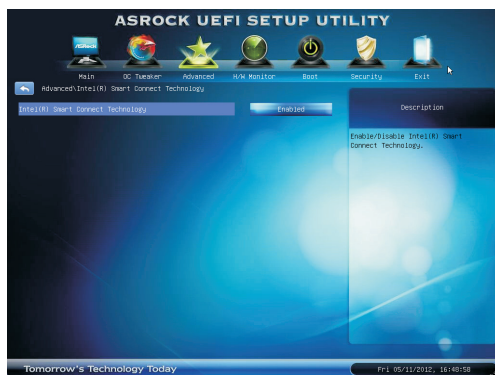 ASROCK UEFI SETUP UTILITY
ASRock
Main OC Tweaker Advanced H/W Monitor Boot Security Exit
Advanced\Intel(R) Smart Connect Technology
Intel(R) Smart Connect Technology Enabled
Description
Enable/Disable Intel(R) Smart
Connect Technology.
Tomorrow's Technology Today
Fri 05/11/2012, 16:48:58